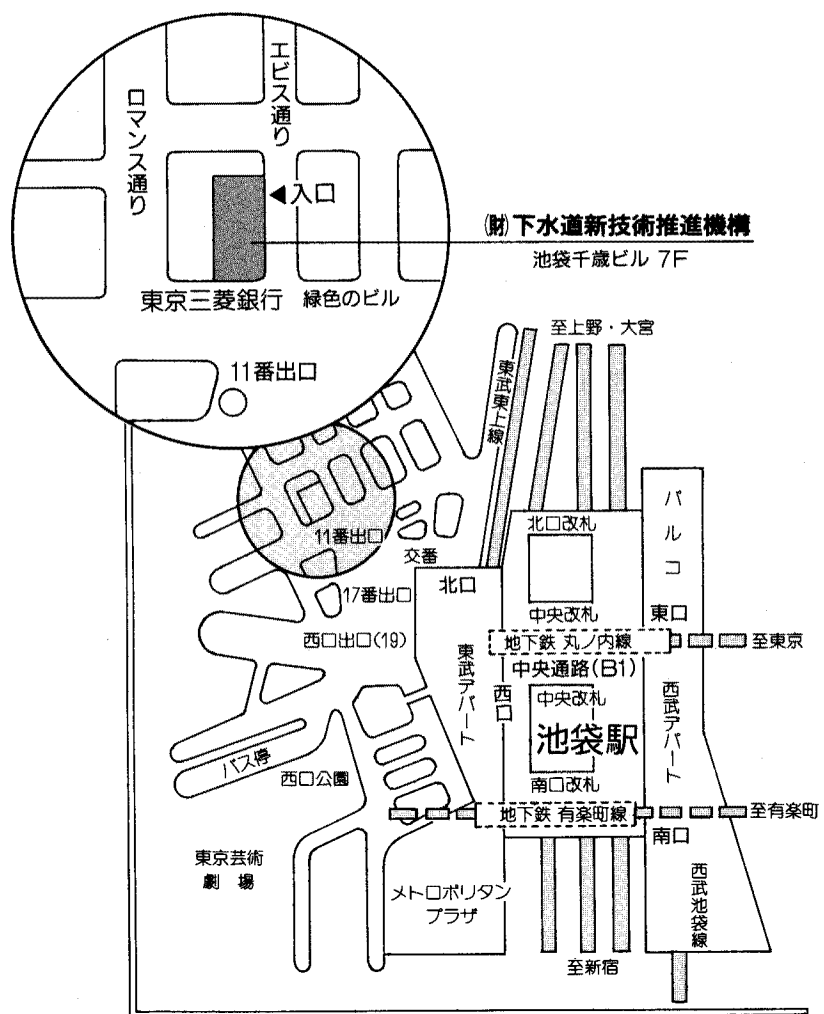 エビス通り
ロマンス通り
◀入口
㈶下水道新技術推進機構
池袋千歳ビル 7F
東京三菱銀行
緑色のビル
11番出口
至上野・大宮
東武東上線
パルコ
北口改札
11番出口
交番
北口
17番出口
中央改札
東口
西口出口(19)
地下鉄 丸ノ内線
至東京
中央通路(B1)
東武デパート
西口
中央改札
西武デパート
池袋駅
バス停
西口公園
南口改札
地下鉄 有楽町線
至有楽町
南口
東京芸術
劇場
メトロポリタン
プラザ
西武池袋線
至新宿